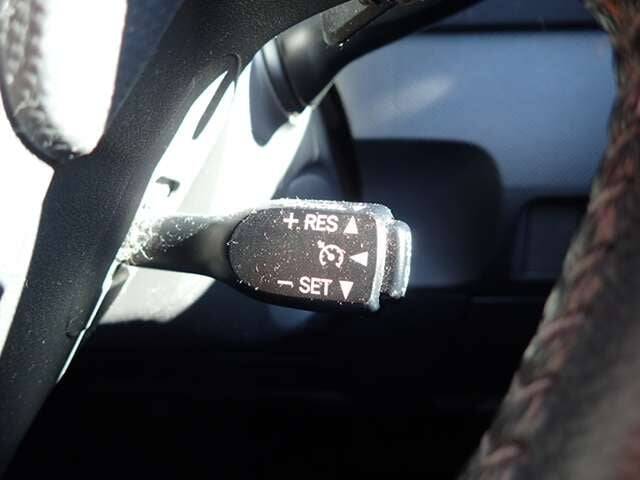 + RES ▲
◀
− SET ▼